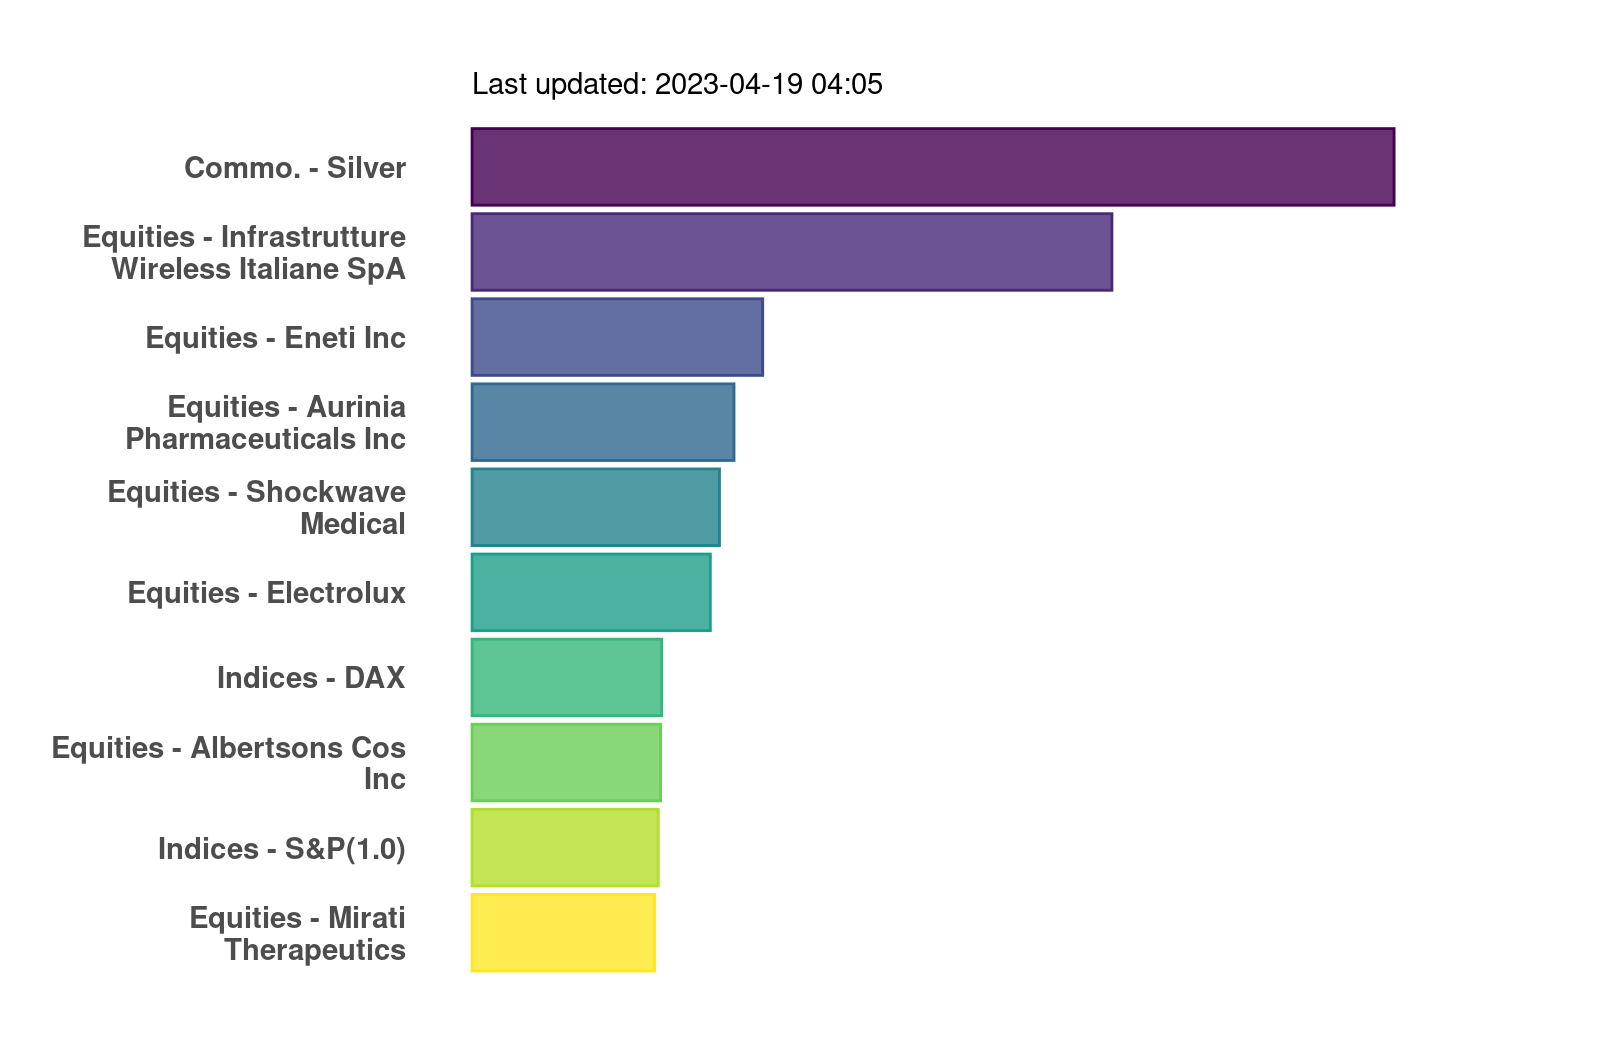 Last updated: 2023-04-19 04:05
Commo. - Silver
Equities - Infrastrutture
Wireless Italiane SpA
Equities - Eneti Inc
Equities - Aurinia
Pharmaceuticals Inc
Equities - Shockwave
Medical
Equities - Electrolux
Indices - DAX
Equities - Albertsons Cos
Inc
Indices - S&P(1.0)
Equities - Mirati
Therapeutics